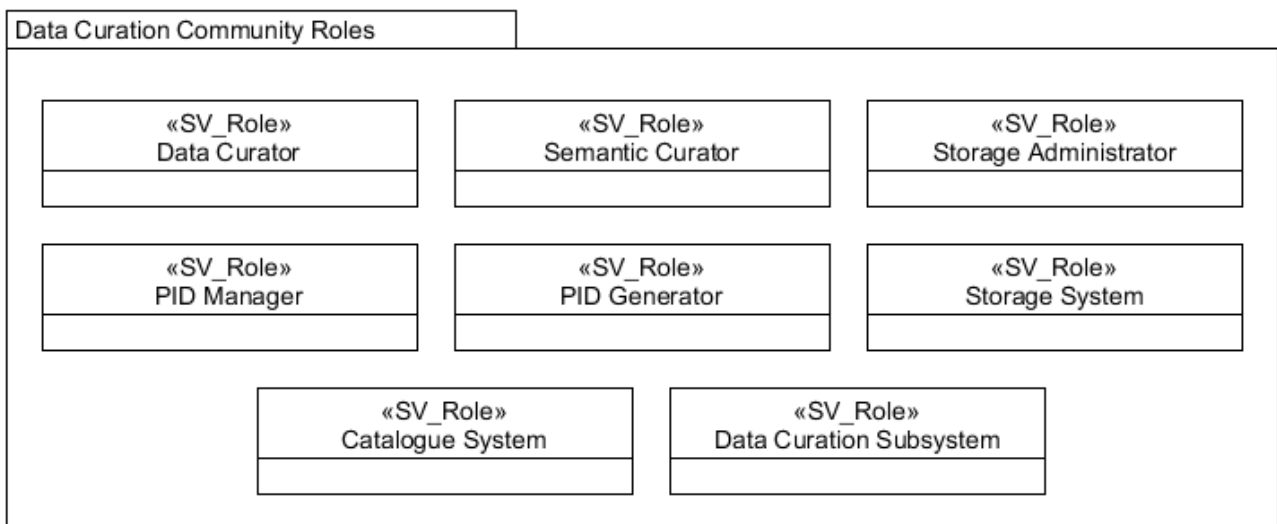 Data Curation Community Roles
«SV_Role»
Data Curator
«SV_Role»
Semantic Curator
«SV_Role»
Storage Administrator
«SV_Role»
PID Manager
«SV_Role»
PID Generator
«SV_Role»
Storage System
«SV_Role»
Catalogue System
«SV_Role»
Data Curation Subsystem